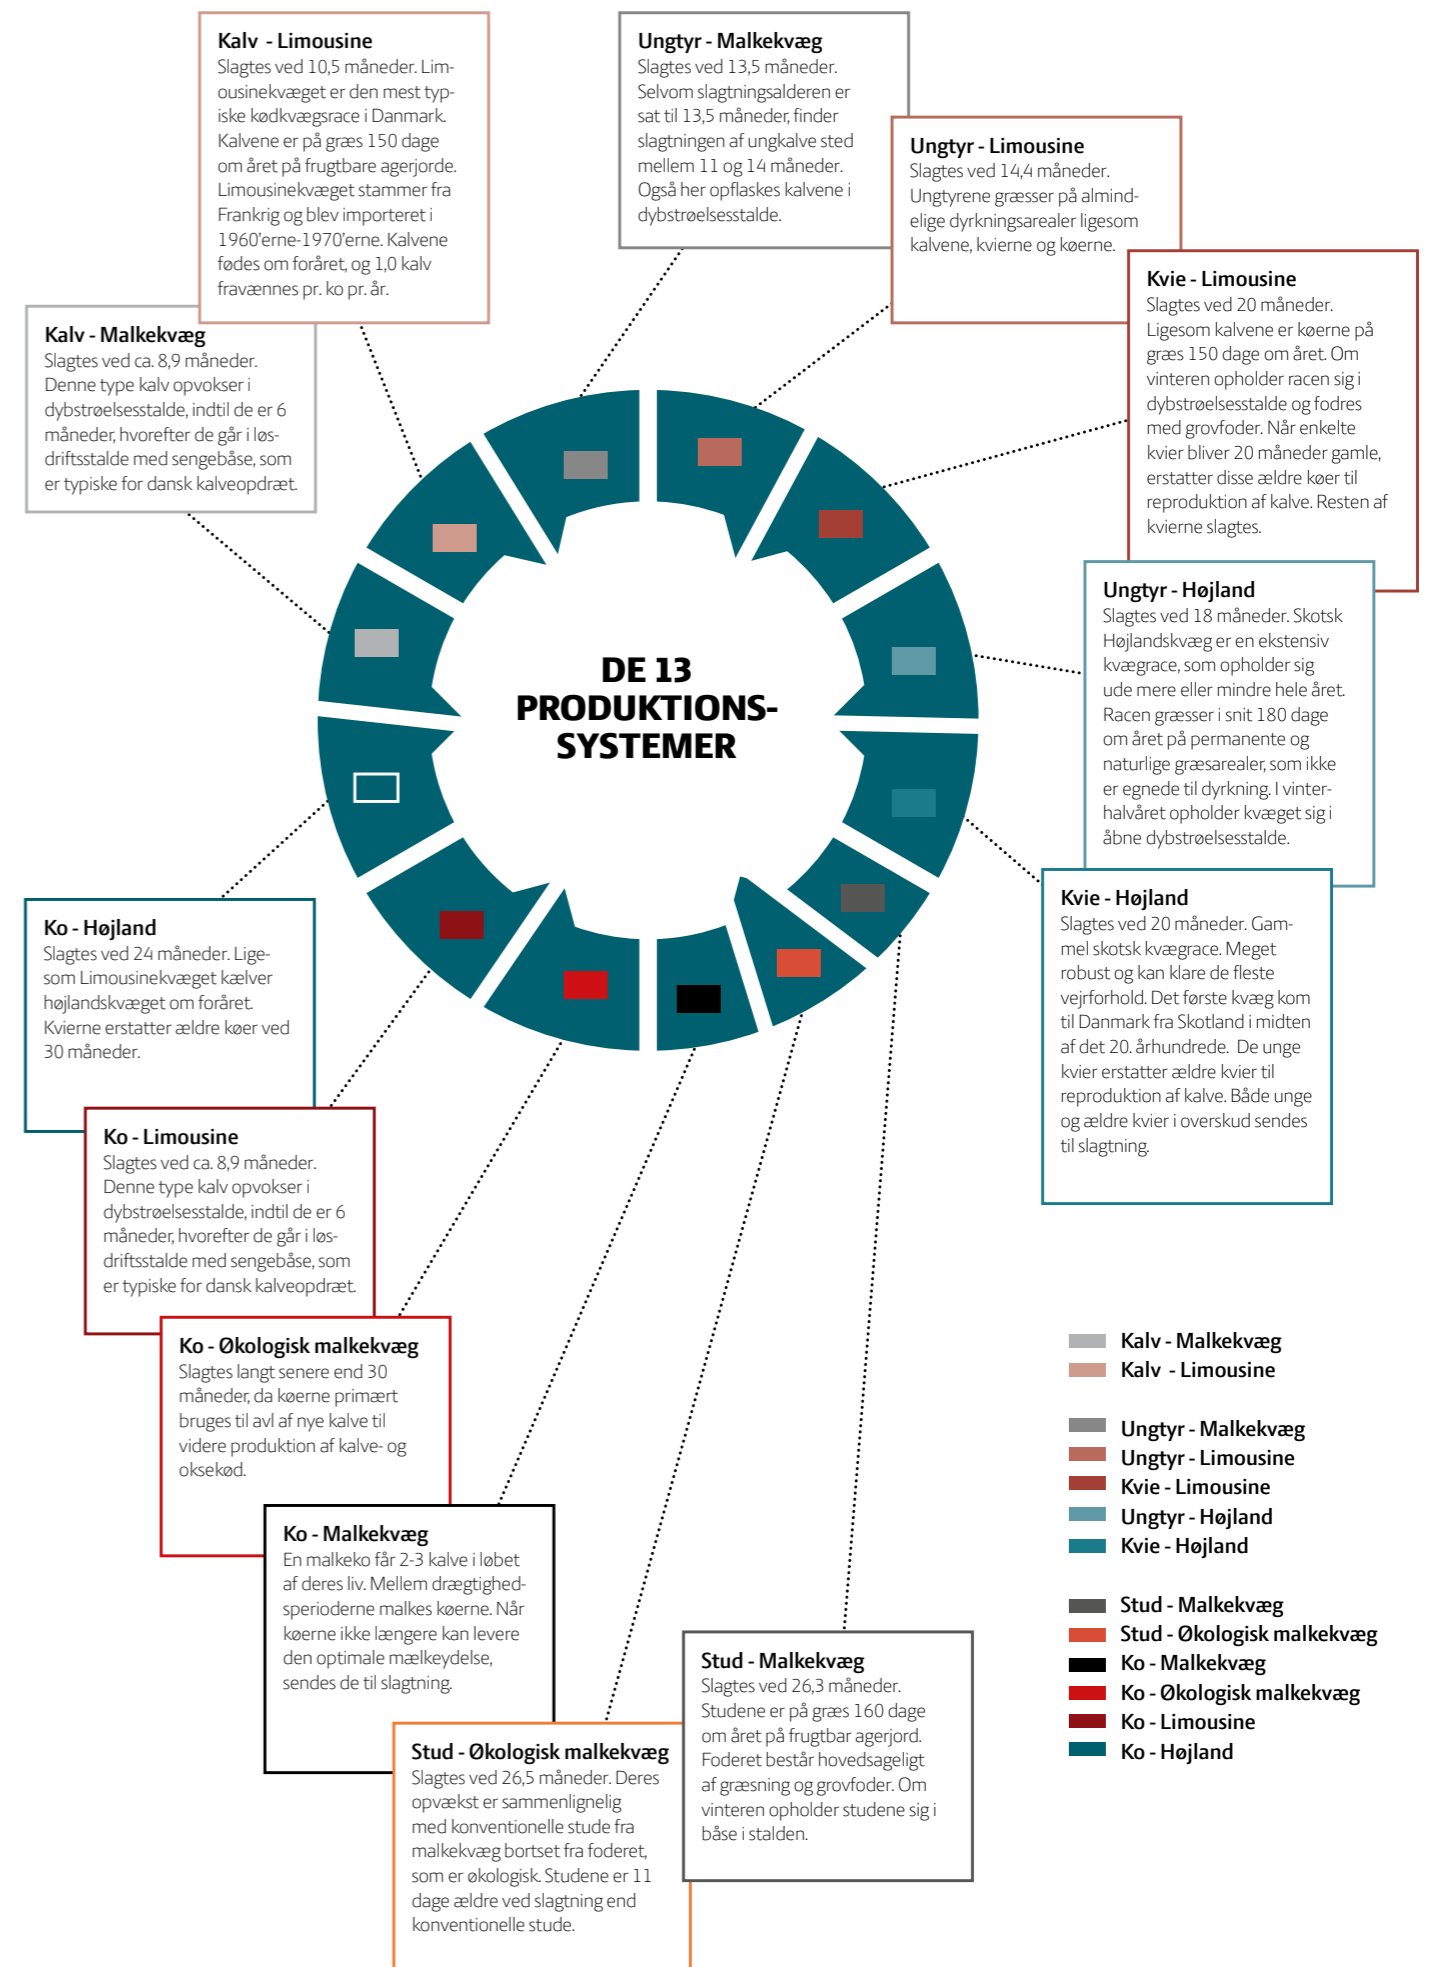 Kalv - Limousine
Slagtes ved 10,5 måneder. Lim-
ousinekvæget er den mest typ-
iske kødkvægsrace i Danmark.
Kalvene er på græs 150 dage
om året på frugtbare agerjorde.
Limousinekvæget stammer fra
Frankrig og blev importeret i
1960'erne-1970'erne. Kalvene
fødes om foråret, og 1,0 kalv
fravænnes pr. ko pr. år.
Ungtyr - Malkekvæg
Slagtes ved 13,5 måneder.
Selvom slagtningsalderen er
sat til 13,5 måneder, finder
slagtningen af ungkalve sted
mellem 11 og 14 måneder.
Også her opflaskes kalvene i
dybstrøelsesstalde.
Ungtyr - Limousine
Slagtes ved 14,4 måneder.
Ungtyrene græsser på almind-
elige dyrkningsarealer ligesom
kalvene, kvierne og køerne.
Kvie - Limousine
Slagtes ved 20 måneder.
Ligesom kalvene er køerne på
græs 150 dage om året. Om
vinteren opholder racen sig i
dybstrøelsesstalde og fodres
med grovfoder. Når enkelte
kvier bliver 20 måneder gamle,
erstatter disse ældre køer til
reproduktion af kalve. Resten af
kvierne slagtes.
Kalv - Malkekvæg
Slagtes ved ca. 8,9 måneder.
Denne type kalv opvokser i
dybstrøelsesstalde, indtil de er 6
måneder, hvorefter de går i løs-
driftsstalde med sengebåse, som
er typiske for dansk kalveopdræt.
DE 13
PRODUKTIONS-
SYSTEMER
Ungtyr - Højland
Slagtes ved 18 måneder. Skotsk
Højlandskvæg er en ekstensiv
kvægrace, som opholder sig
ude mere eller mindre hele året.
Racen græsser i snit 180 dage
om året på permanente og
naturlige græsarealer, som ikke
er egnede til dyrkning. I vinter-
halvåret opholder kvæget sig i
åbne dybstrøelsesstalde.
Kvie - Højland
Slagtes ved 20 måneder. Gam-
mel skotsk kvægrace. Meget
robust og kan klare de fleste
vejrforhold. Det første kvæg kom
til Danmark fra Skotland i midten
af det 20. århundrede. De unge
kvier erstatter ældre kvier til
reproduktion af kalve. Både unge
og ældre kvier i overskud sendes
til slagtning.
Ko - Højland
Slagtes ved 24 måneder. Lige-
som Limousinekvæget kælver
højlandskvæget om foråret.
Kvierne erstatter ældre køer ved
30 måneder.
Ko - Limousine
Slagtes ved ca. 8,9 måneder.
Denne type kalv opvokser i
dybstrøelsesstalde, indtil de er 6
måneder, hvorefter de går i løs-
driftsstalde med sengebåse, som
er typiske for dansk kalveopdræt.
Ko - Økologisk malkekvæg
Slagtes langt senere end 30
måneder, da køerne primært
bruges til avl af nye kalve til
videre produktion af kalve- og
oksekød.
Ko - Malkekvæg
En malkeko får 2-3 kalve i løbet
af deres liv. Mellem drægtighed-
sperioderne malkes køerne. Når
køerne ikke længere kan levere
den optimale mælkeydelse,
sendes de til slagtning.
Stud - Økologisk malkekvæg
Slagtes ved 26,5 måneder. Deres
opvækst er sammenlignelig
med konventionelle stude fra
malkekvæg bortset fra foderet,
som er økologisk. Studene er 11
dage ældre ved slagtning end
konventionelle stude.
Stud - Malkekvæg
Slagtes ved 26,3 måneder.
Studene er på græs 160 dage
om året på frugtbar agerjord.
Foderet består hovedsageligt
af græsning og grovfoder. Om
vinteren opholder studene sig i
båse i stalden.
Kalv - Malkekvæg
Kalv - Limousine
Ungtyr - Malkekvæg
Ungtyr - Limousine
Kvie - Limousine
Ungtyr - Højland
Kvie - Højland
Stud - Malkekvæg
Stud - Økologisk malkekvæg
Ko - Malkekvæg
Ko - Økologisk malkekvæg
Ko - Limousine
Ko - Højland